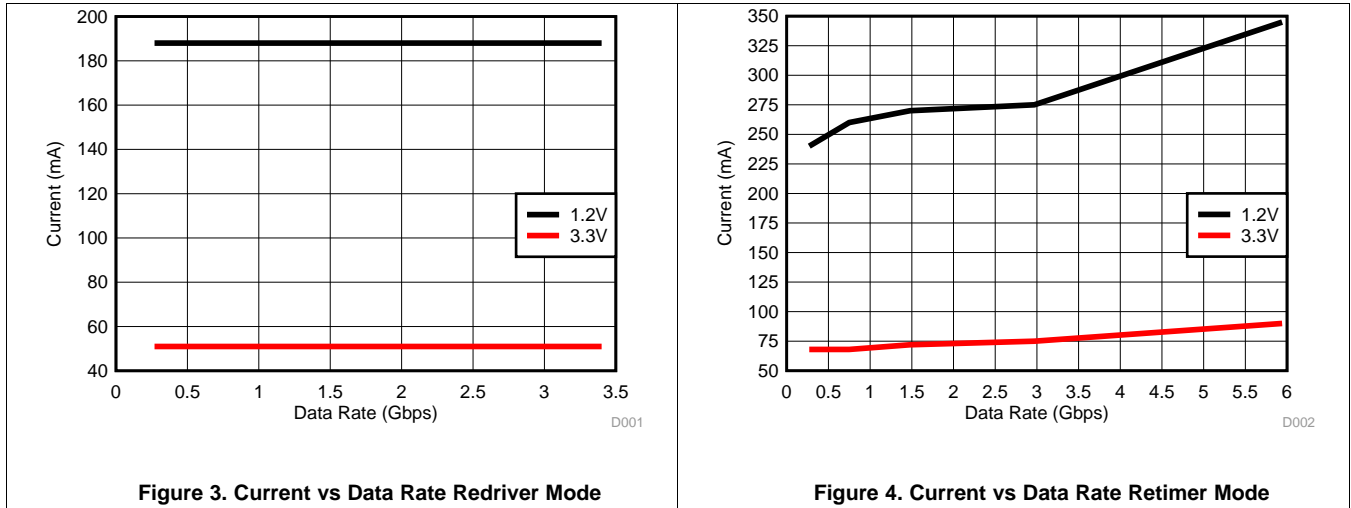 200
180
160
140
120
100
80
60
40
Current (mA)
1.2V
3.3V
0 0.5 1 1.5 2 2.5 3 3.5
Data Rate (Gbps)
D001
Figure 3. Current vs Data Rate Redriver Mode
350
325
300
275
250
225
200
175
150
125
100
75
50
Current (mA)
1.2V
3.3V
0 0.5 1 1.5 2 2.5 3 3.5 4 4.5 5 5.5 6
Data Rate (Gbps)
D002
Figure 4. Current vs Data Rate Retimer Mode